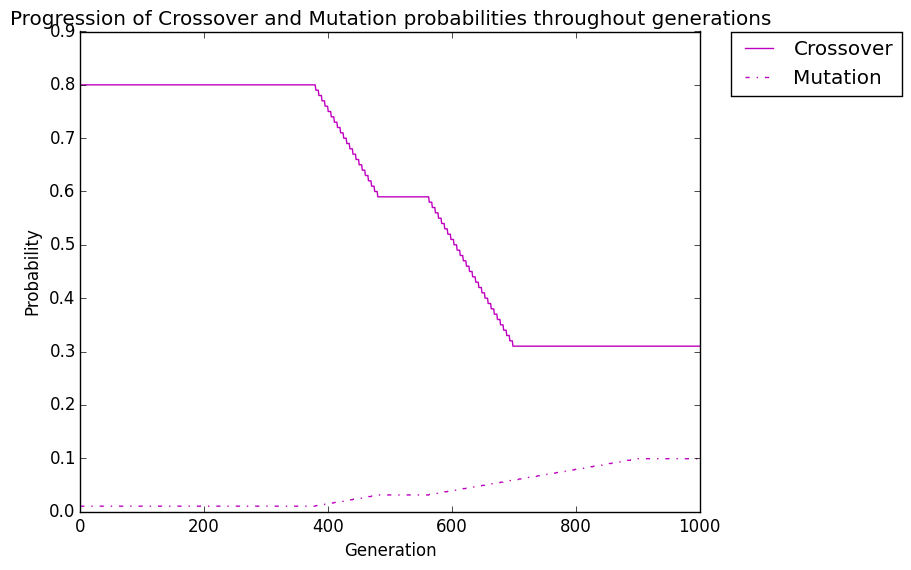 Progression of Crossover and Mutation probabilities throughout generations
Crossover
Mutation
Probability
0.9
0.8
0.7
0.6
0.5
0.4
0.3
0.2
0.1
0.0
0 200 400 600 800 1000
Generation